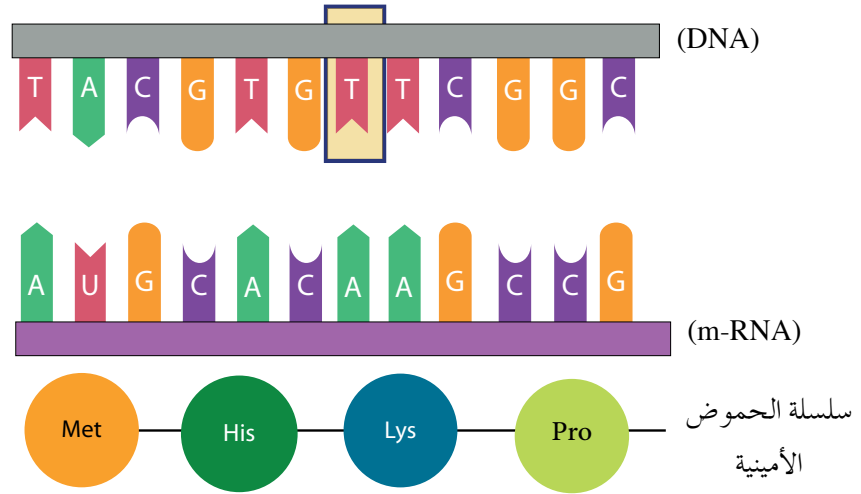 T A C G T G T T C G G C (DNA)
A U G C A C A A G C C G (m-RNA)
Met His Lys Pro سلسلة الحموض
الأمينية